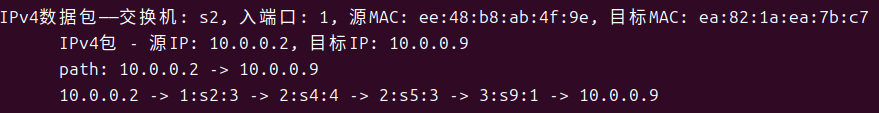 IPv4数据包——交换机: s2, 入端口: 1, 源MAC: ee:48:b8:ab:4f:9e, 目标MAC: ea:82:1a:ea:7b:c7
IPv4包 - 源IP: 10.0.0.2, 目标IP: 10.0.0.9
path: 10.0.0.2 -> 10.0.0.9
10.0.0.2 -> 1:s2:3 -> 2:s4:4 -> 2:s5:3 -> 3:s9:1 -> 10.0.0.9